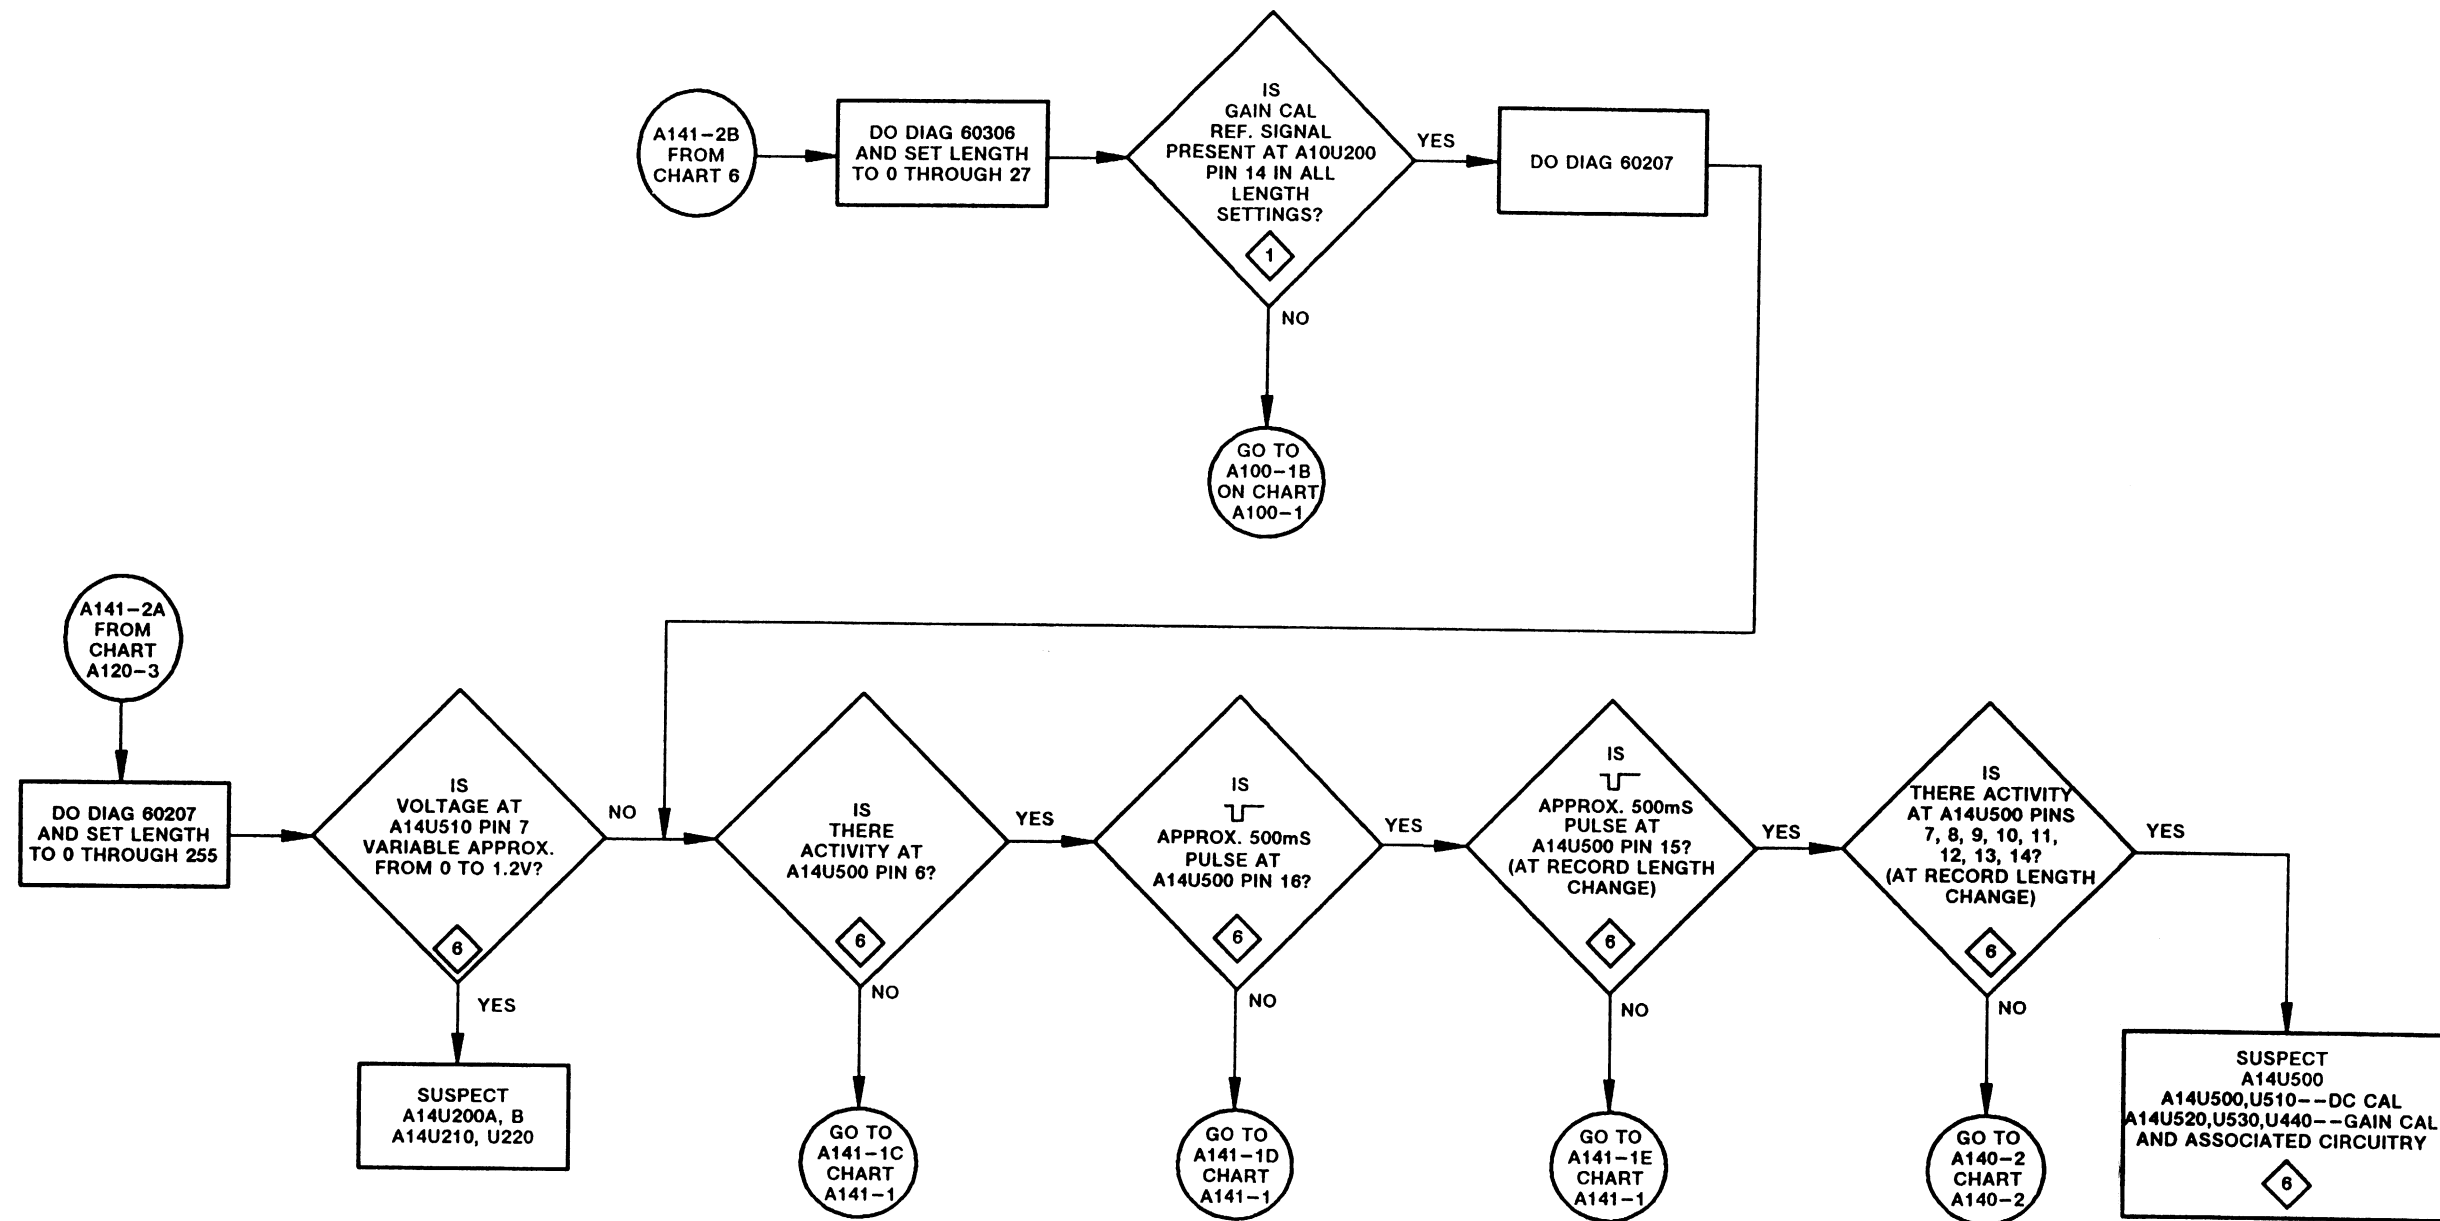 A141-2B
FROM
CHART 6
DO DIAG 60306
AND SET LENGTH
TO 0 THROUGH 27
IS
GAIN CAL
REF. SIGNAL
PRESENT AT A10U200
PIN 14 IN ALL
LENGTH
SETTINGS?
1
YES
DO DIAG 60207
NO
GO TO
A100-1B
ON CHART
A100-1
A141-2A
FROM
CHART
A120-3
DO DIAG 60207
AND SET LENGTH
TO 0 THROUGH 255
IS
VOLTAGE AT
A14U510 PIN 7
VARIABLE APPROX.
FROM 0 TO 1.2V?
6
NO
YES
SUSPECT
A14U200A, B
A14U210, U220
IS
THERE
ACTIVITY AT
A14U500 PIN 6?
6
YES
NO
GO TO
A141-1C
CHART
A141-1
IS
APPROX. 500mS
PULSE AT
A14U500 PIN 16?
6
YES
NO
GO TO
A141-1D
CHART
A141-1
IS
APPROX. 500mS
PULSE AT
A14U500 PIN 15?
(AT RECORD LENGTH
CHANGE)
6
YES
NO
GO TO
A141-1E
CHART
A141-1
IS
THERE ACTIVITY
AT A14U500 PINS
7, 8, 9, 10, 11,
12, 13, 14?
(AT RECORD LENGTH
CHANGE)
6
YES
NO
GO TO
A140-2
CHART
A140-2
SUSPECT
A14U500
A14U500,U510--DC CAL
A14U520,U530,U440--GAIN CAL
AND ASSOCIATED CIRCUITRY
6